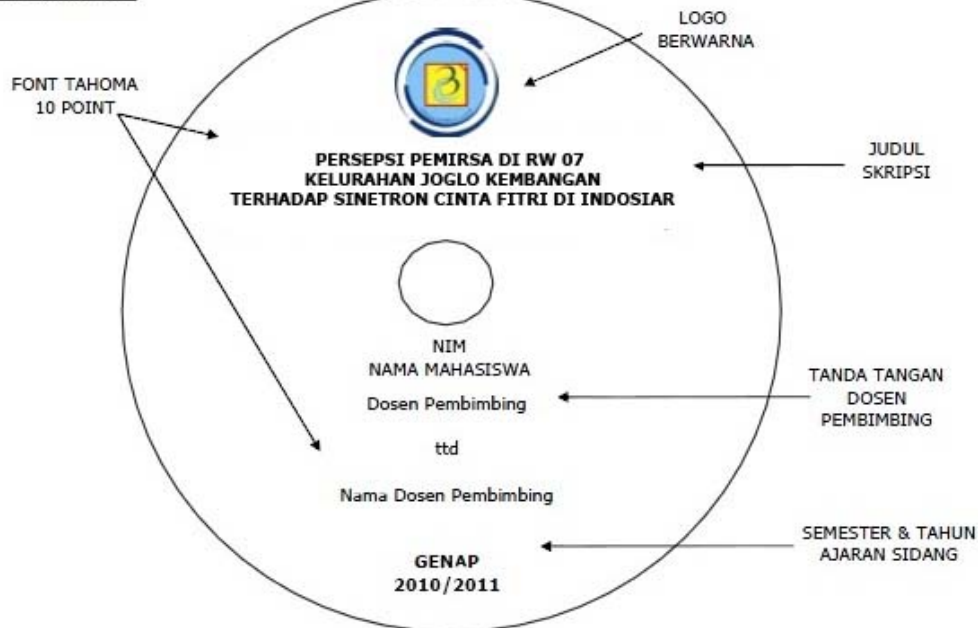 LOGO
BERWARNA
FONT TAHOMA
10 POINT
PERSEPSI PEMIRSA DI RW 07
KELURAHAN JOGLO KEMBANGAN
TERHADAP SINETRON CINTA FITRI DI INDOSIAR
JUDUL
SKRIPSI
NIM
NAMA MAHASISWA
Dosen Pembimbing
ttd
Nama Dosen Pembimbing
TANDA TANGAN
DOSEN
PEMBIMBING
GENAP
2010/2011
SEMESTER & TAHUN
AJARAN SIDANG